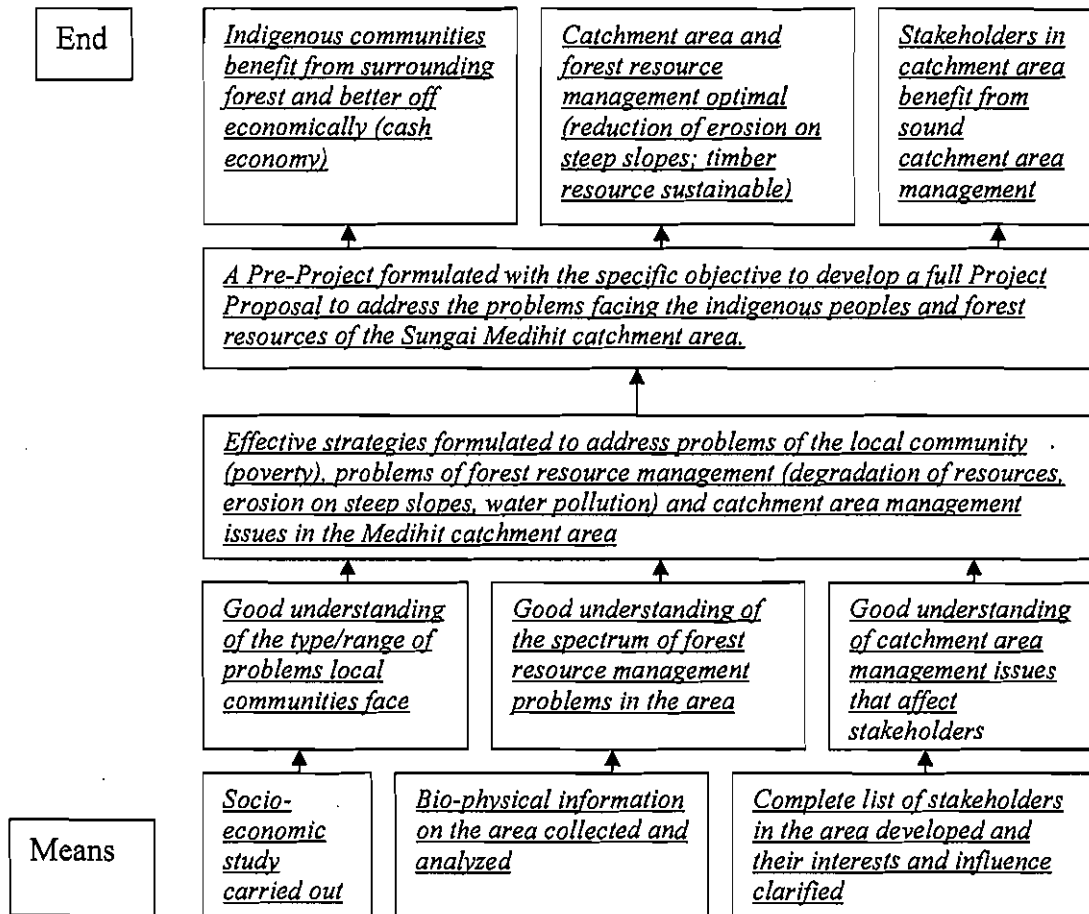 End
Indigenous communities
benefit from surrounding
forest and better off
economically (cash
economy)
Catchment area and
forest resource
management optimal
(reduction of erosion on
steep slopes; timber
resource sustainable)
Stakeholders in
catchment area
benefit from
sound
catchment area
management
A Pre-Project formulated with the specific objective to develop a full Project
Proposal to address the problems facing the indigenous peoples and forest
resources of the Sungai Medihit catchment area.
Effective strategies formulated to address problems of the local community
(poverty), problems of forest resource management (degradation of resources,
erosion on steep slopes, water pollution) and catchment area management
issues in the Medihit catchment area
Good understanding
of the type/range of
problems local
communities face
Good understanding of
the spectrum of forest
resource management
problems in the area
Good understanding
of catchment area
management issues
that affect
stakeholders
Means
Socio-
economic
study
carried out
Bio-physical information
on the area collected and
analyzed
Complete list of stakeholders
in the area developed and
their interests and influence
clarified